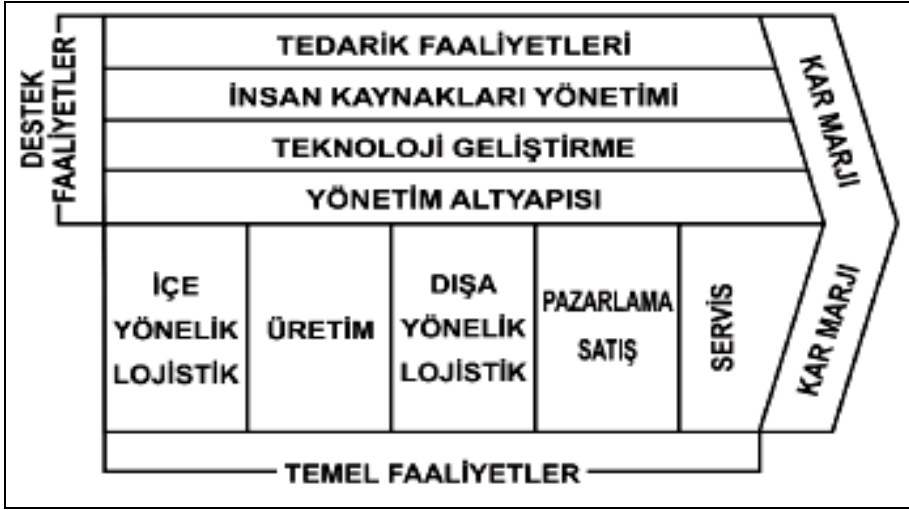 DESTEK
FAALİYETLER
TEDARİK FAALİYETLERİ
İNSAN KAYNAKLARI YÖNETİMİ
TEKNOLOJİ GELİŞTİRME
YÖNETİM ALTYAPISI
KAR MARJI
İÇE
YÖNELİK
LOJİSTİK
ÜRETİM
DIŞA
YÖNELİK
LOJİSTİK
PAZARLAMA
SATIŞ
SERVİS
KAR MARJI
TEMEL FAALİYETLER